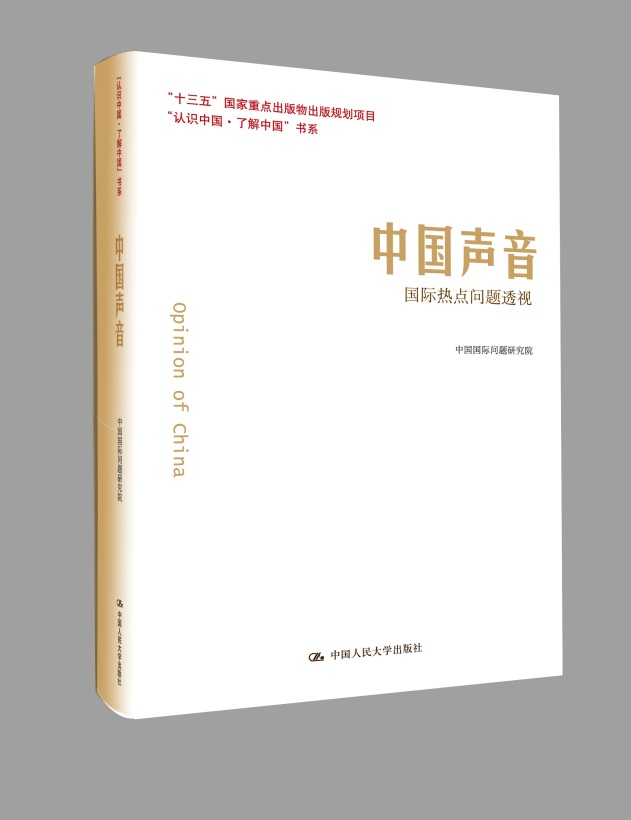 “十三五”国家重点出版物出版规划项目
“认识中国·了解中国”书系
中国声音
国际热点问题透视
中国国际问题研究院
Opinion of China
中国人民大学出版社
“认识中国·了解中国”书系
中国声音
中国国际问题研究院
中国人民大学出版社